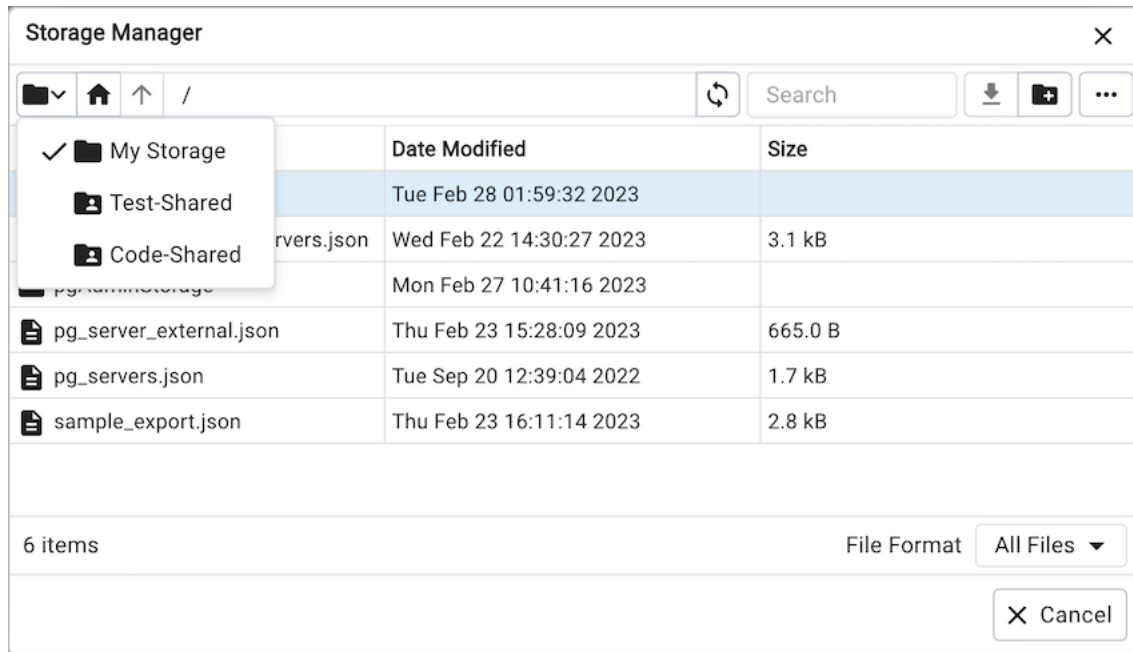 Storage Manager
/
Search
My Storage
Test-Shared
Code-Shared
Date Modified Size
Tue Feb 28 01:59:32 2023
rvers.json Wed Feb 22 14:30:27 2023 3.1 kB
pgAdminStorage Mon Feb 27 10:41:16 2023
pg_server_external.json Thu Feb 23 15:28:09 2023 665.0 B
pg_servers.json Tue Sep 20 12:39:04 2022 1.7 kB
sample_export.json Thu Feb 23 16:11:14 2023 2.8 kB
6 items File Format All Files
Cancel